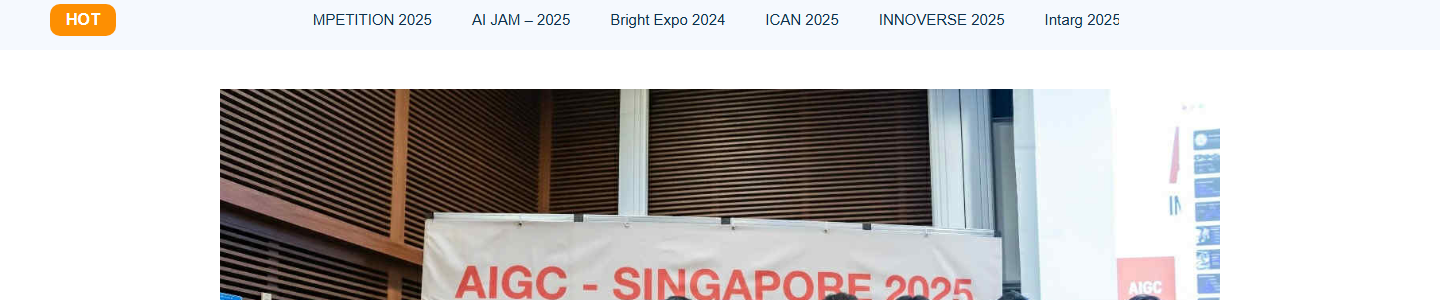 HOT MPETITION 2025 AI JAM – 2025 Bright Expo 2024 ICAN 2025 INNOVERSE 2025 Intarg 2025
AIGC - SINGAPORE 2025
AIGC